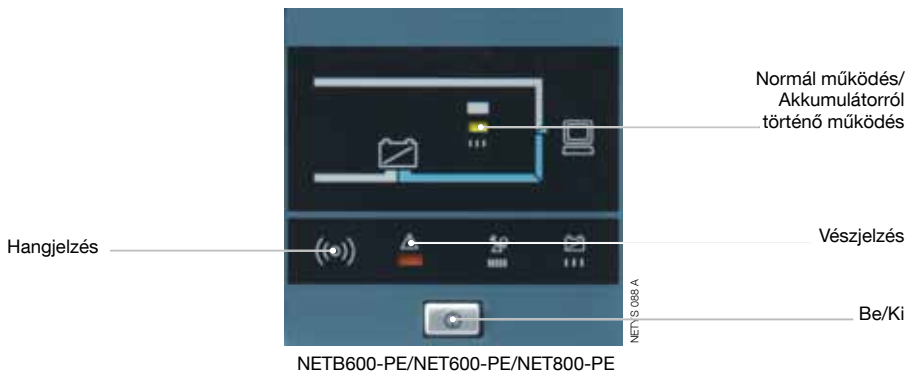 Normál működés/
Akkumulátorról
történő működés
Hangjelzés
Vészjelzés
Be/Ki
NETYS 088 A
NETB600-PE/NET600-PE/NET800-PE